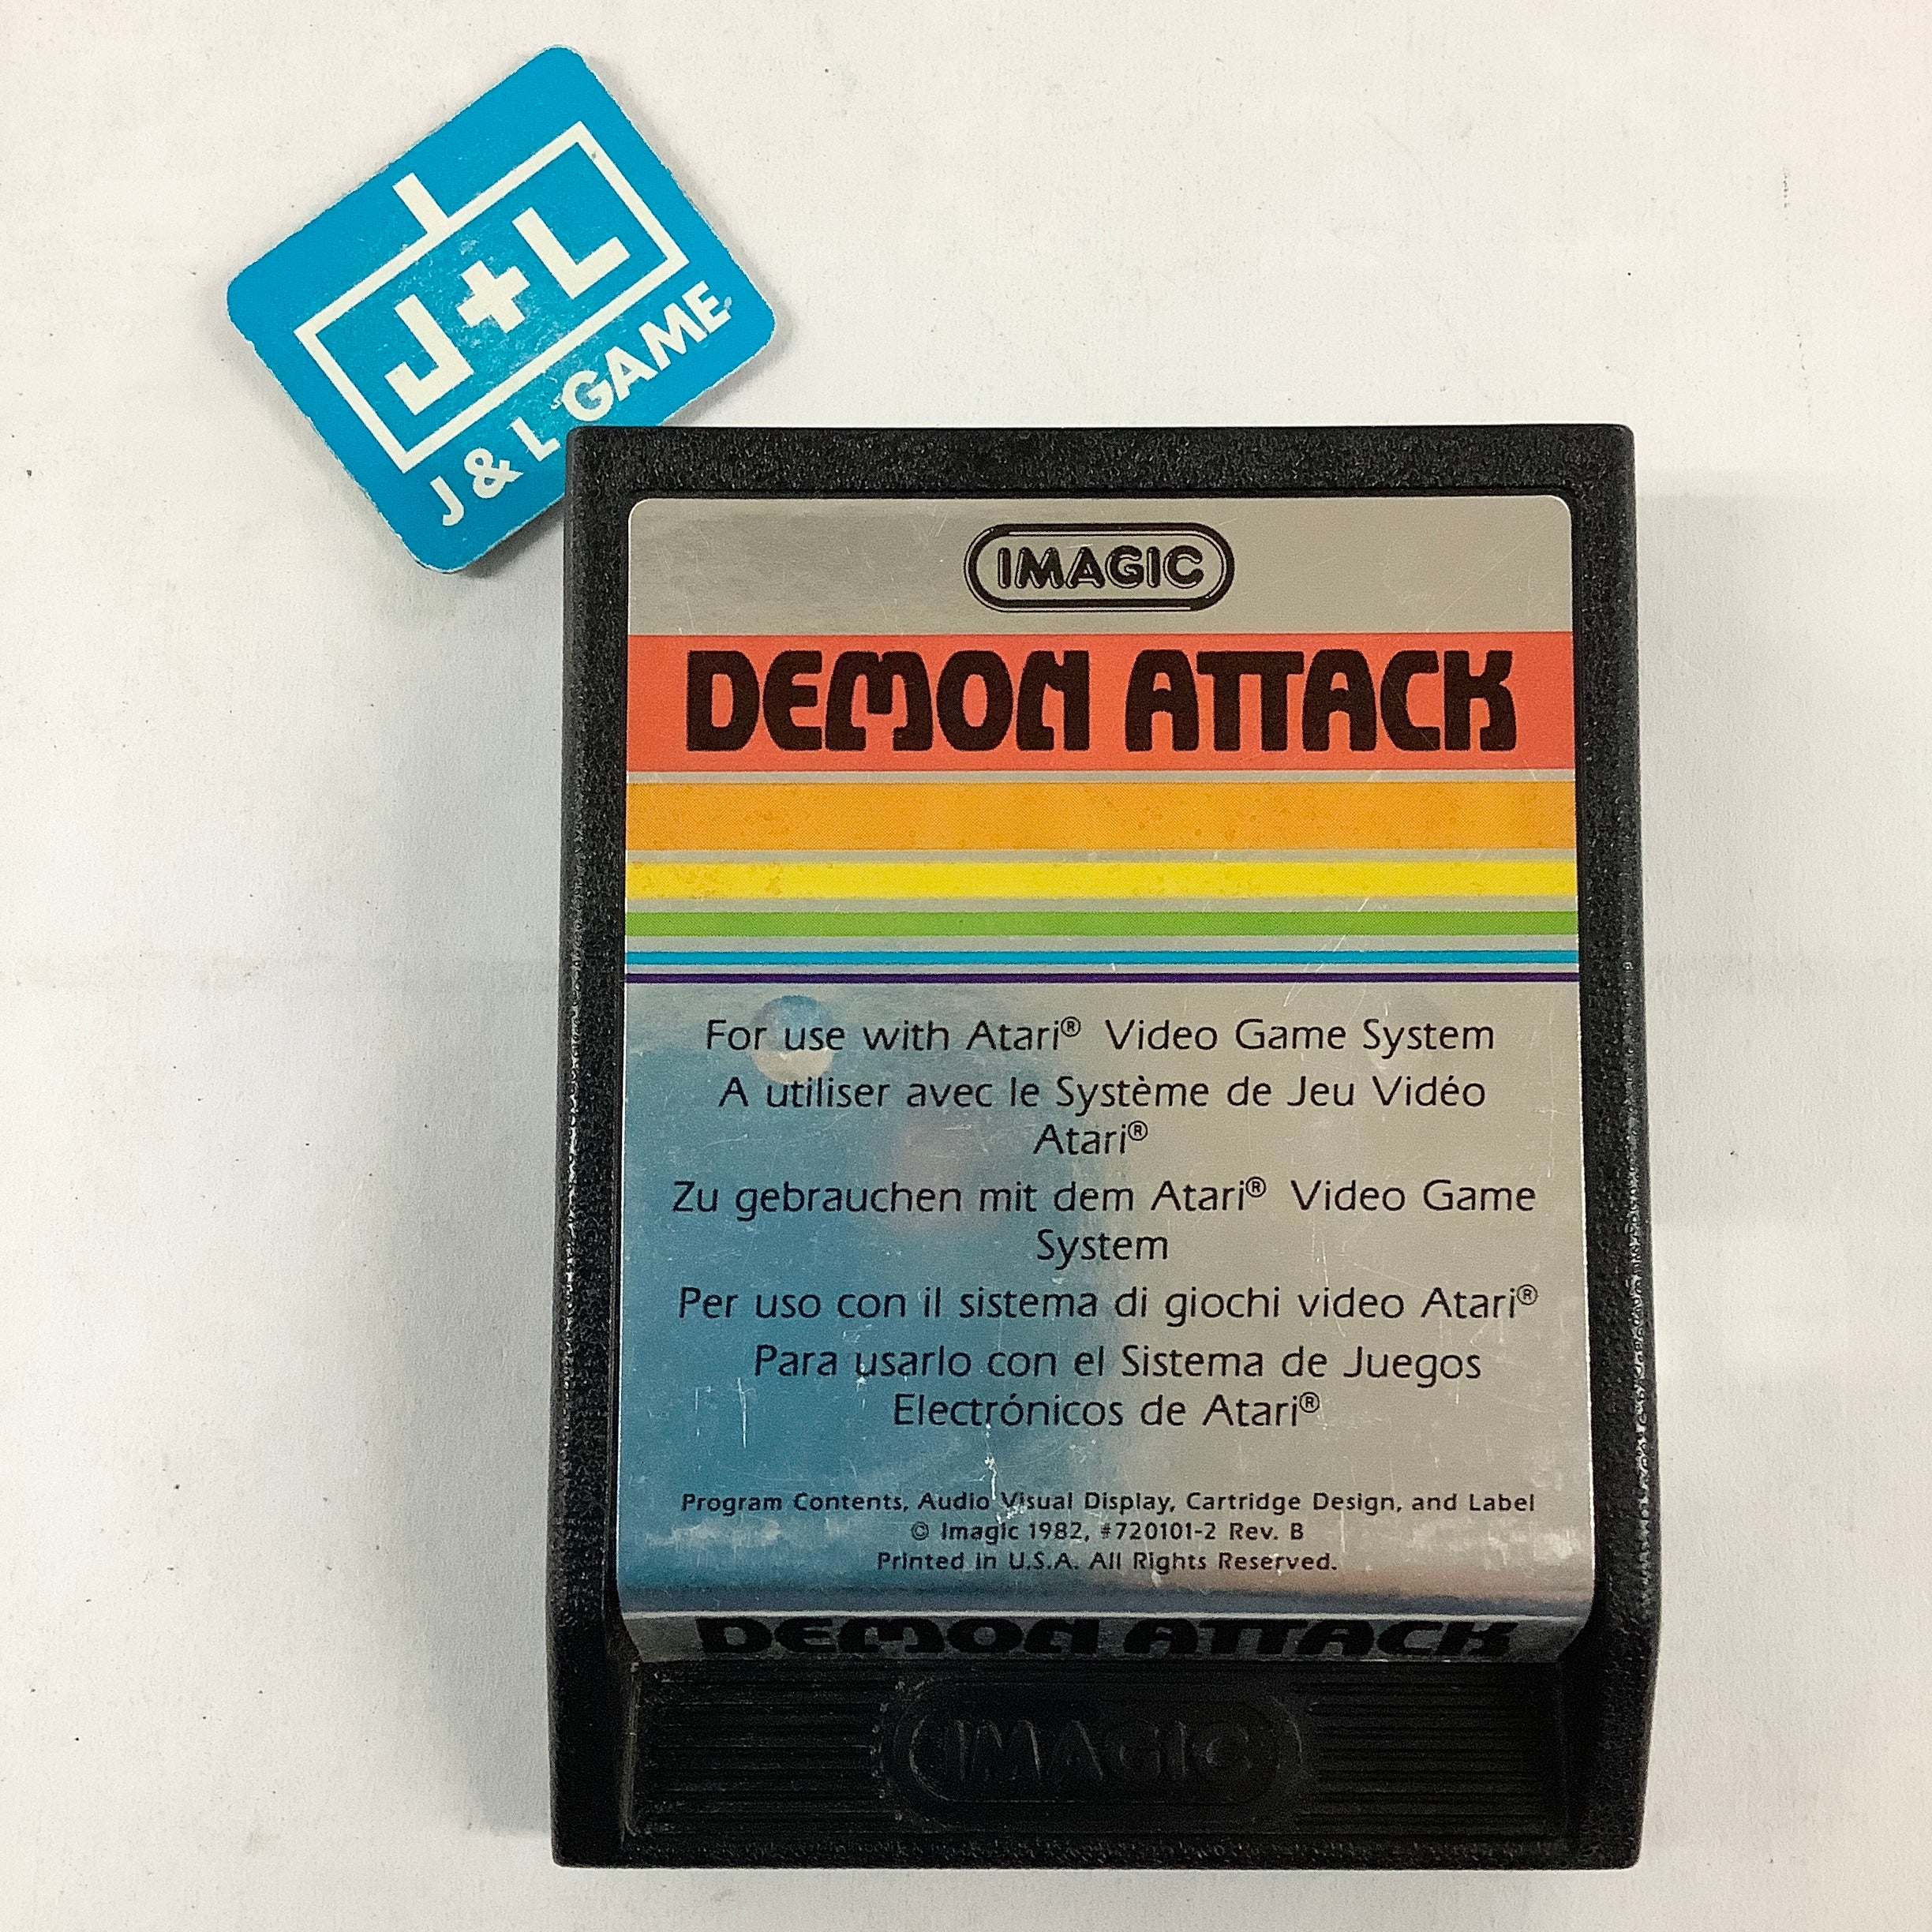 J+L
J & L GAME
IMAGIC
DEMON ATTACK
For use with Atari® Video Game System
A utiliser avec le Système de Jeu Vidéo
Atari®
Zu gebrauchen mit dem Atari® Video Game
System
Per uso con il sistema di giochi video Atari®
Para usarlo con el Sistema de Juegos
Electrónicos de Atari®
Program Contents, Audio Visual Display, Cartridge Design, and Label
© Imagic 1982, #720101-2 Rev. B
Printed in U.S.A. All Rights Reserved.
DEMON ATTACK
IMAGIC